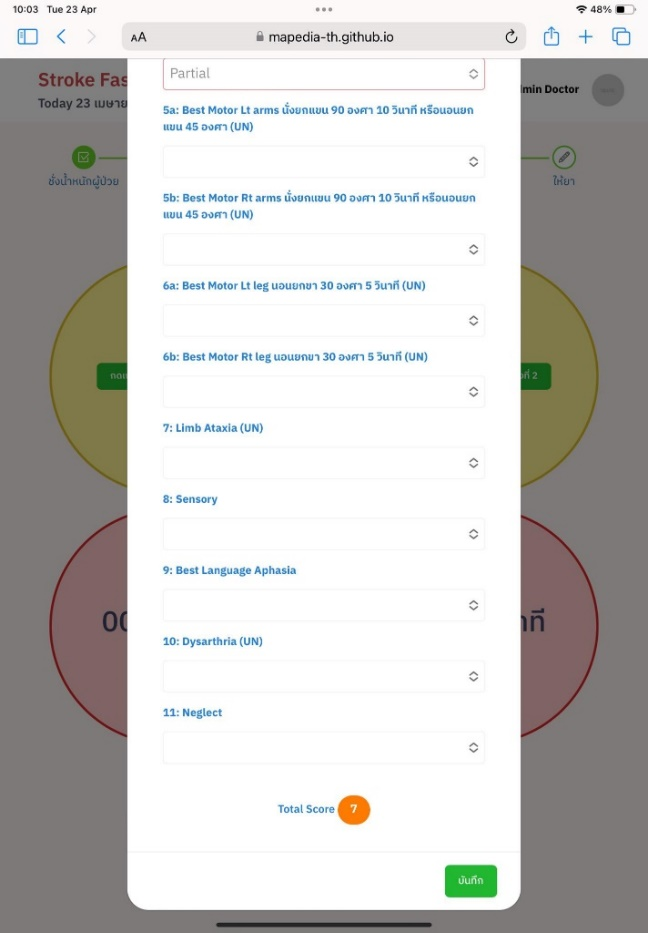 10:03 Tue 23 Apr
48%
AA
mapedia-th.github.io
Stroke Fas
min Doctor
Today 23 เมษาย
Partial
5a: Best Motor Lt arms นั่งยกแขน 90 องศา 10 วินาที หรือนอนยก
แขน 45 องศา (UN)
ชั่งน้ำหนักผู้ป่วย
ให้ยา
5b: Best Motor Rt arms นั่งยกแขน 90 องศา 10 วินาที หรือนอนยก
แขน 45 องศา (UN)
6a: Best Motor Lt leg นอนยกขา 30 องศา 5 วินาที (UN)
6b: Best Motor Rt leg นอนยกขา 30 องศา 5 วินาที (UN)
กดเ
ที่ 2
7: Limb Ataxia (UN)
8: Sensory
9: Best Language Aphasia
00
าที
10: Dysarthria (UN)
11: Neglect
Total Score 7
บันทึก